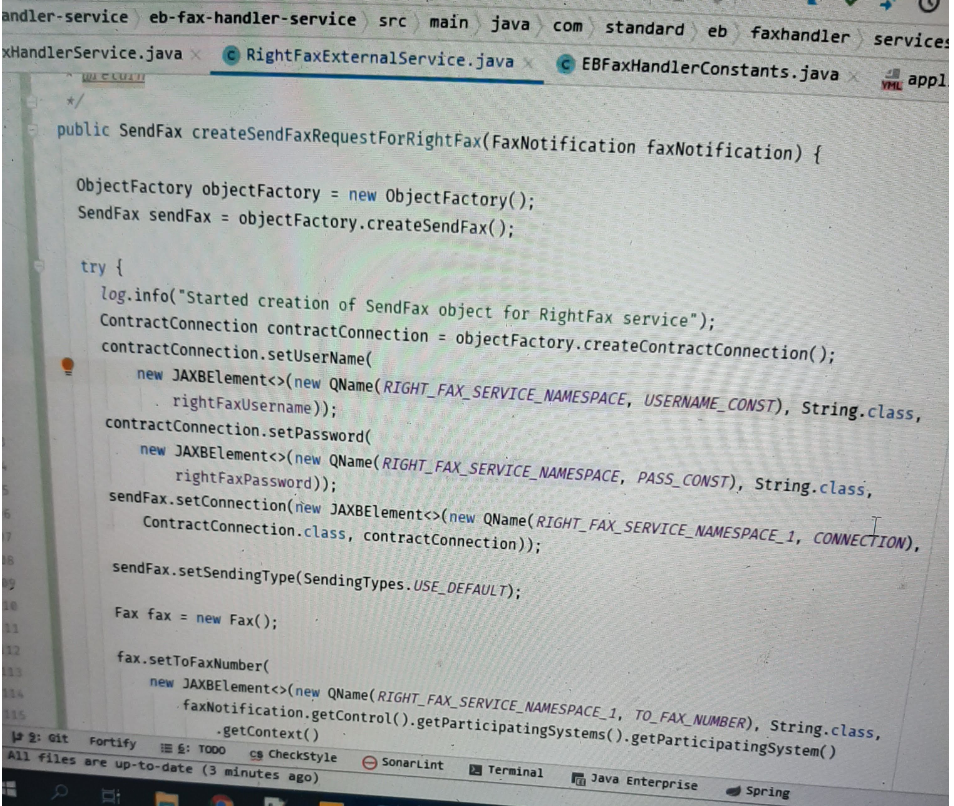 andler-service eb-fax-handler-service src main java com standard eb faxhandler services
xHandlerService.java RightFaxExternalService.java EBFaxHandlerConstants.java YML appl
* @return
*/
public SendFax createSendFaxRequestForRightFax(FaxNotification faxNotification) {
ObjectFactory objectFactory = new ObjectFactory();
SendFax sendFax = objectFactory.createSendFax();
try {
log.info("Started creation of SendFax object for RightFax service");
ContractConnection contractConnection = objectFactory.createContractConnection();
contractConnection.setUserName(
new JAXBElement<>(new QName(RIGHT_FAX_SERVICE_NAMESPACE, USERNAME_CONST), String.class,
rightFaxUsername));
contractConnection.setPassword(
new JAXBElement<>(new QName(RIGHT_FAX_SERVICE_NAMESPACE, PASS_CONST), String.class,
rightFaxPassword));
sendFax.setConnection(new JAXBElement<>(new QName(RIGHT_FAX_SERVICE_NAMESPACE_1, CONNECTION),
ContractConnection.class, contractConnection));
sendFax.setSendingType(SendingTypes.USE_DEFAULT);
Fax fax = new Fax();
fax.setToFaxNumber(
new JAXBElement<>(new QName(RIGHT_FAX_SERVICE_NAMESPACE_1, TO_FAX_NUMBER), String.class,
faxNotification.getControl().getParticipatingSystems().getParticipatingSystem()
.getContext()
9: Git Fortify 6: TODO CS CheckStyle SonarLint Terminal Java Enterprise Spring
All files are up-to-date (3 minutes ago)